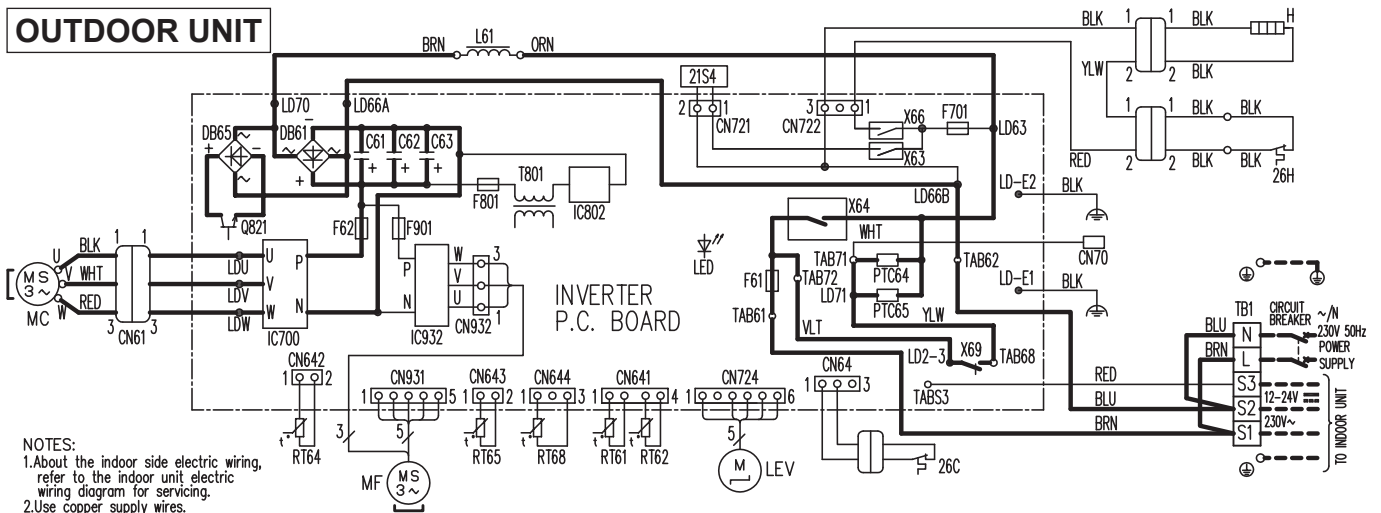 OUTDOOR UNIT
BRN L61 ORN
BLK 1 1 BLK H
YLW
2 2 BLK
21S4
2 1
CN721
3 1
CN722
X66 F701
X63
LD63
1 1 BLK BLK
RED 2 2 BLK BLK
26H
LD70 LD66A
DB65 ~ DB61 - ~
+ - ~ ~ +
C61 C62 C63
+ + +
T801
F801 IC802
Q821
F62 F901
LD66B
LD-E2 BLK
X64
WHT
CN70
LED
TAB71 PTC64 TAB62
F61 TAB72
LD71 PTC65
LD-E1 BLK
TAB61
VLT YLW
LD2-3 X69 TAB68
U BLK 1 1
V WHT
W RED 3 3
MS
3~
MC
CN61
LDU
LDV
LDW
U P
V
W N
IC700
P W 3
V
N U 1
IC932 CN932
INVERTER
P.C. BOARD
TB1 CIRCUIT BREAKER ~/N
BLU N 230V 50Hz
BRN L POWER SUPPLY
RED S3 12-24V
BLU S2
BRN S1 230V~
TO INDOOR UNIT
TABS3
CN642
1 2
t° RT64
3
CN931
1 5
5
MF MS
3~
CN643
1 2
t° RT65
CN644
1 3
t° RT68
CN641
1 4
t° RT61 t° RT62
CN724
1 6
5
M LEV
CN64
1 3
26C
NOTES:
1.About the indoor side electric wiring,
refer to the indoor unit electric
wiring diagram for servicing.
2.Use copper supply wires.